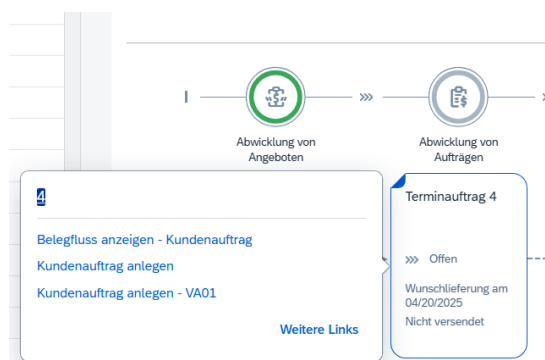 Abwicklung von
Angeboten
Abwicklung von
Aufträgen
4
Belegfluss anzeigen - Kundenauftrag
Kundenauftrag anlegen
Kundenauftrag anlegen - VA01
Weitere Links
Terminauftrag 4
Offen
Wunschlieferung am
04/20/2025
Nicht versendet